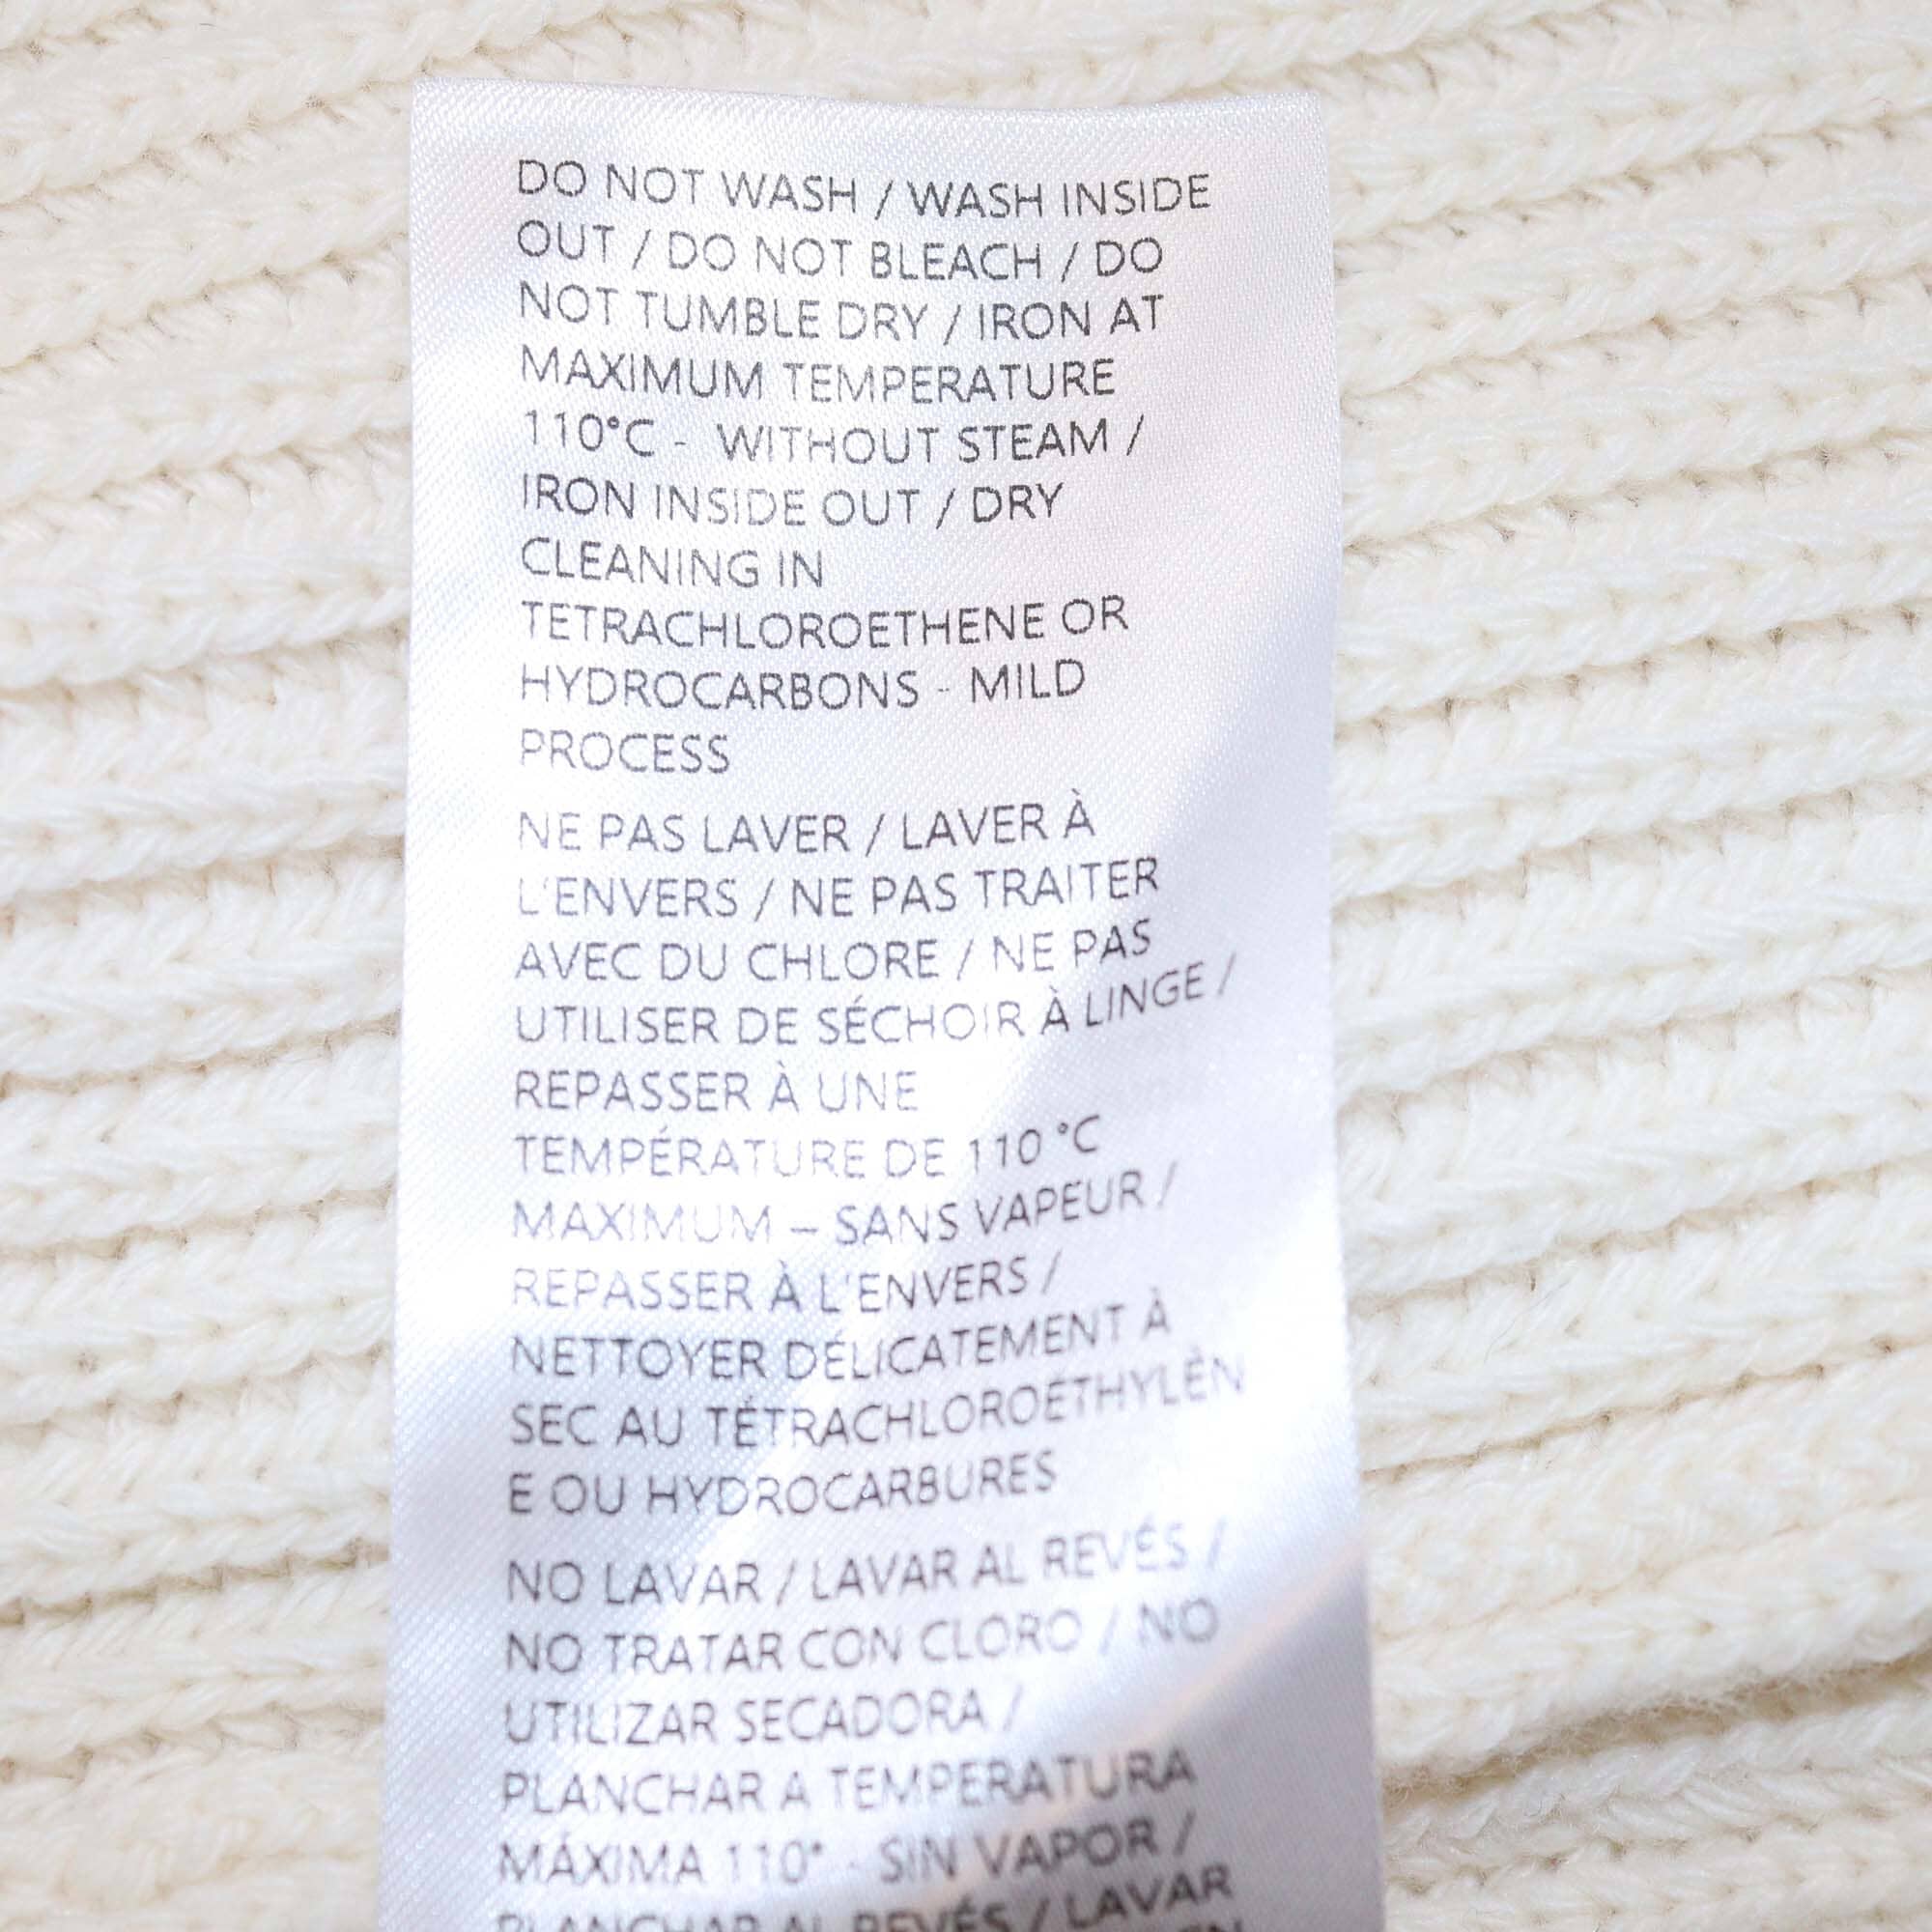 DO NOT WASH / WASH INSIDE
OUT / DO NOT BLEACH / DO
NOT TUMBLE DRY / IRON AT
MAXIMUM TEMPERATURE
110°C - WITHOUT STEAM /
IRON INSIDE OUT / DRY
CLEANING IN
TETRACHLOROETHENE OR
HYDROCARBONS - MILD
PROCESS
NE PAS LAVER / LAVER À
L'ENVERS / NE PAS TRAITER
AVEC DU CHLORE / NE PAS
UTILISER DE SÉCHOIR À LINGE /
REPASSER À UNE
TEMPÉRATURE DE 110 °C
MAXIMUM – SANS VAPEUR /
REPASSER À L'ENVERS /
NETTOYER DÉLICATEMENT À
SEC AU TÉTRACHLOROÉTHYLÈN
E OU HYDROCARBURES
NO LAVAR / LAVAR AL REVÉS /
NO TRATAR CON CLORO / NO
UTILIZAR SECADORA /
PLANCHAR A TEMPERATURA
MÁXIMA 110° - SIN VAPOR /
PLANCHAR AL REVÉS / LAVAR